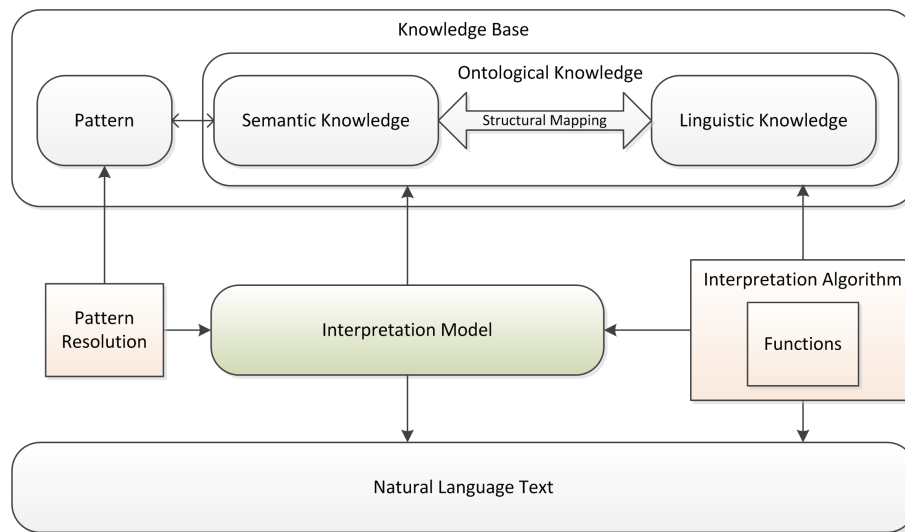 Knowledge Base
Ontological Knowledge
Pattern
Semantic Knowledge
Structural Mapping
Linguistic Knowledge
Pattern
Resolution
Interpretation Model
Interpretation Algorithm
Functions
Natural Language Text